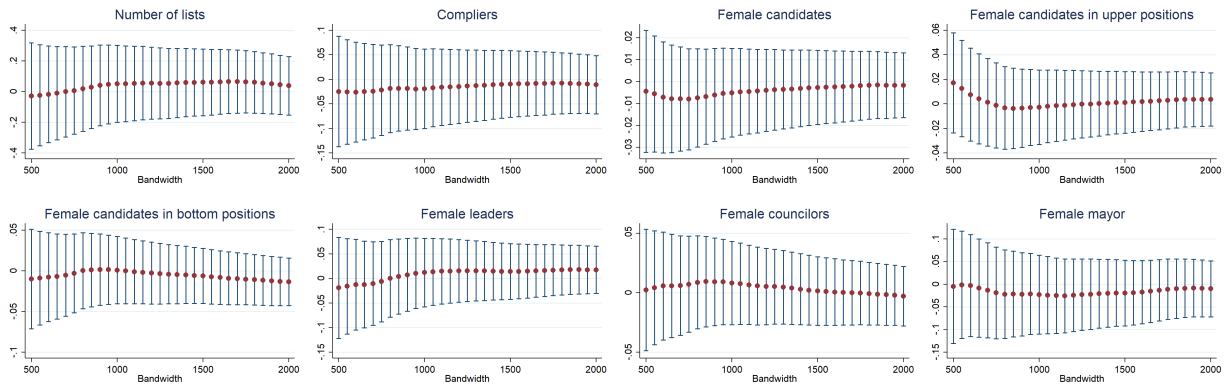 Number of lists
.4
.2
0
-.2
-.4
500 1000 1500 2000
Bandwidth
Compliers
.1
.05
0
-.05
-.1
-.15
500 1000 1500 2000
Bandwidth
Female candidates
.02
.01
0
-.01
-.03
500 1000 1500 2000
Bandwidth
Female candidates in upper positions
.06
.04
.02
0
-.02
-.04
500 1000 1500 2000
Bandwidth
Female candidates in bottom positions
.05
0
-.05
-.1
500 1000 1500 2000
Bandwidth
Female leaders
.1
.05
0
-.05
-.1
-.15
500 1000 1500 2000
Bandwidth
Female councilors
.05
0
-.05
500 1000 1500 2000
Bandwidth
Female mayor
.1
.05
0
-.05
-.1
-.15
500 1000 1500 2000
Bandwidth